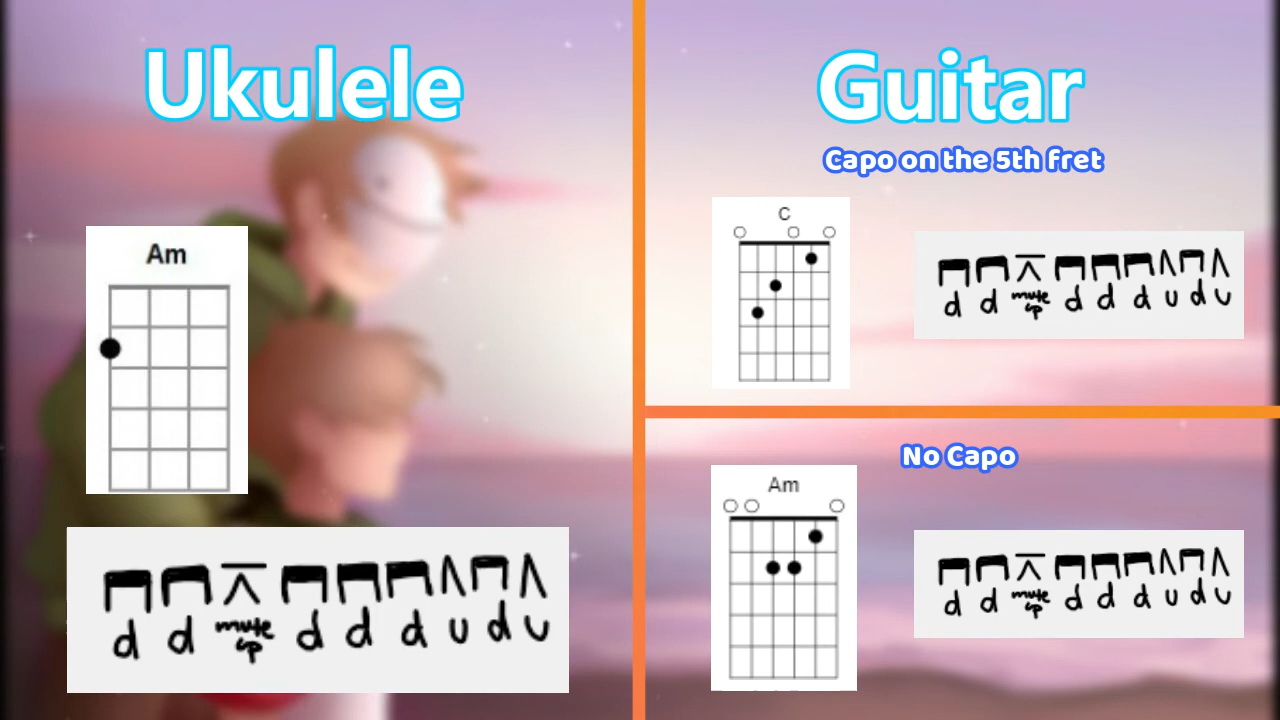 Ukulele
Am
d d mute up d d d u d u
Guitar
Capo on the 5th fret
C
d d mute up d d d u d u
No Capo
Am
d d mute up d d d u d u